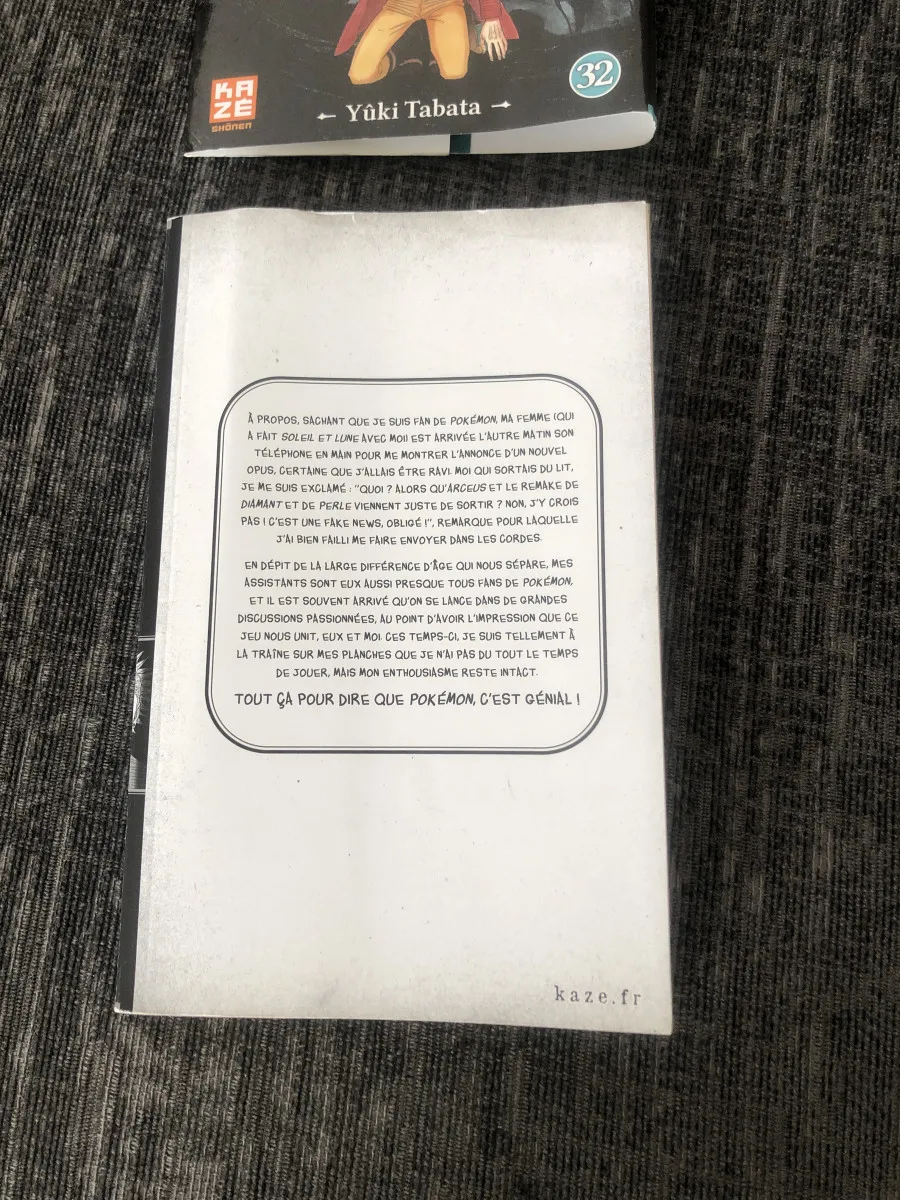 KA
ZÉ
SHÔNEN
Yûki Tabata
32
À PROPOS, SACHANT QUE JE SUIS FAN DE POKÉMON, MA FEMME (QUI
A FAIT SOLEIL ET LUNE AVEC MOI) EST ARRIVÉE L'AUTRE MATIN SON
TÉLÉPHONE EN MAIN POUR ME MONTRER L'ANNONCE D'UN NOUVEL
OPUS, CERTAINE QUE J'ALLAIS ÊTRE RAVI. MOI QUI SORTAIS DU LIT,
JE ME SUIS EXCLAMÉ : "QUOI ? ALORS QU'ARCEUS ET LE REMAKE DE
DIAMANT ET DE PERLE VIENNENT JUSTE DE SORTIR ? NON, J'Y CROIS
PAS ! C'EST UNE FAKE NEWS, OBLIGÉ !", REMARQUE POUR LAQUELLE
J'AI BIEN FAILLI ME FAIRE ENVOYER DANS LES CORDES.
EN DÉPIT DE LA LARGE DIFFÉRENCE D'ÂGE QUI NOUS SÉPARE, MES
ASSISTANTS SONT EUX AUSSI PRESQUE TOUS FANS DE POKÉMON,
ET IL EST SOUVENT ARRIVÉ QU'ON SE LANCE DANS DE GRANDES
DISCUSSIONS PASSIONNÉES, AU POINT D'AVOIR L'IMPRESSION QUE CE
JEU NOUS UNIT, EUX ET MOI. CES TEMPS-CI, JE SUIS TELLEMENT À
LA TRAÎNE SUR MES PLANCHES QUE JE N'AI PAS DU TOUT LE TEMPS
DE JOUER, MAIS MON ENTHOUSIASME RESTE INTACT.
TOUT ÇA POUR DIRE QUE POKÉMON, C'EST GÉNIAL !
kaze.fr